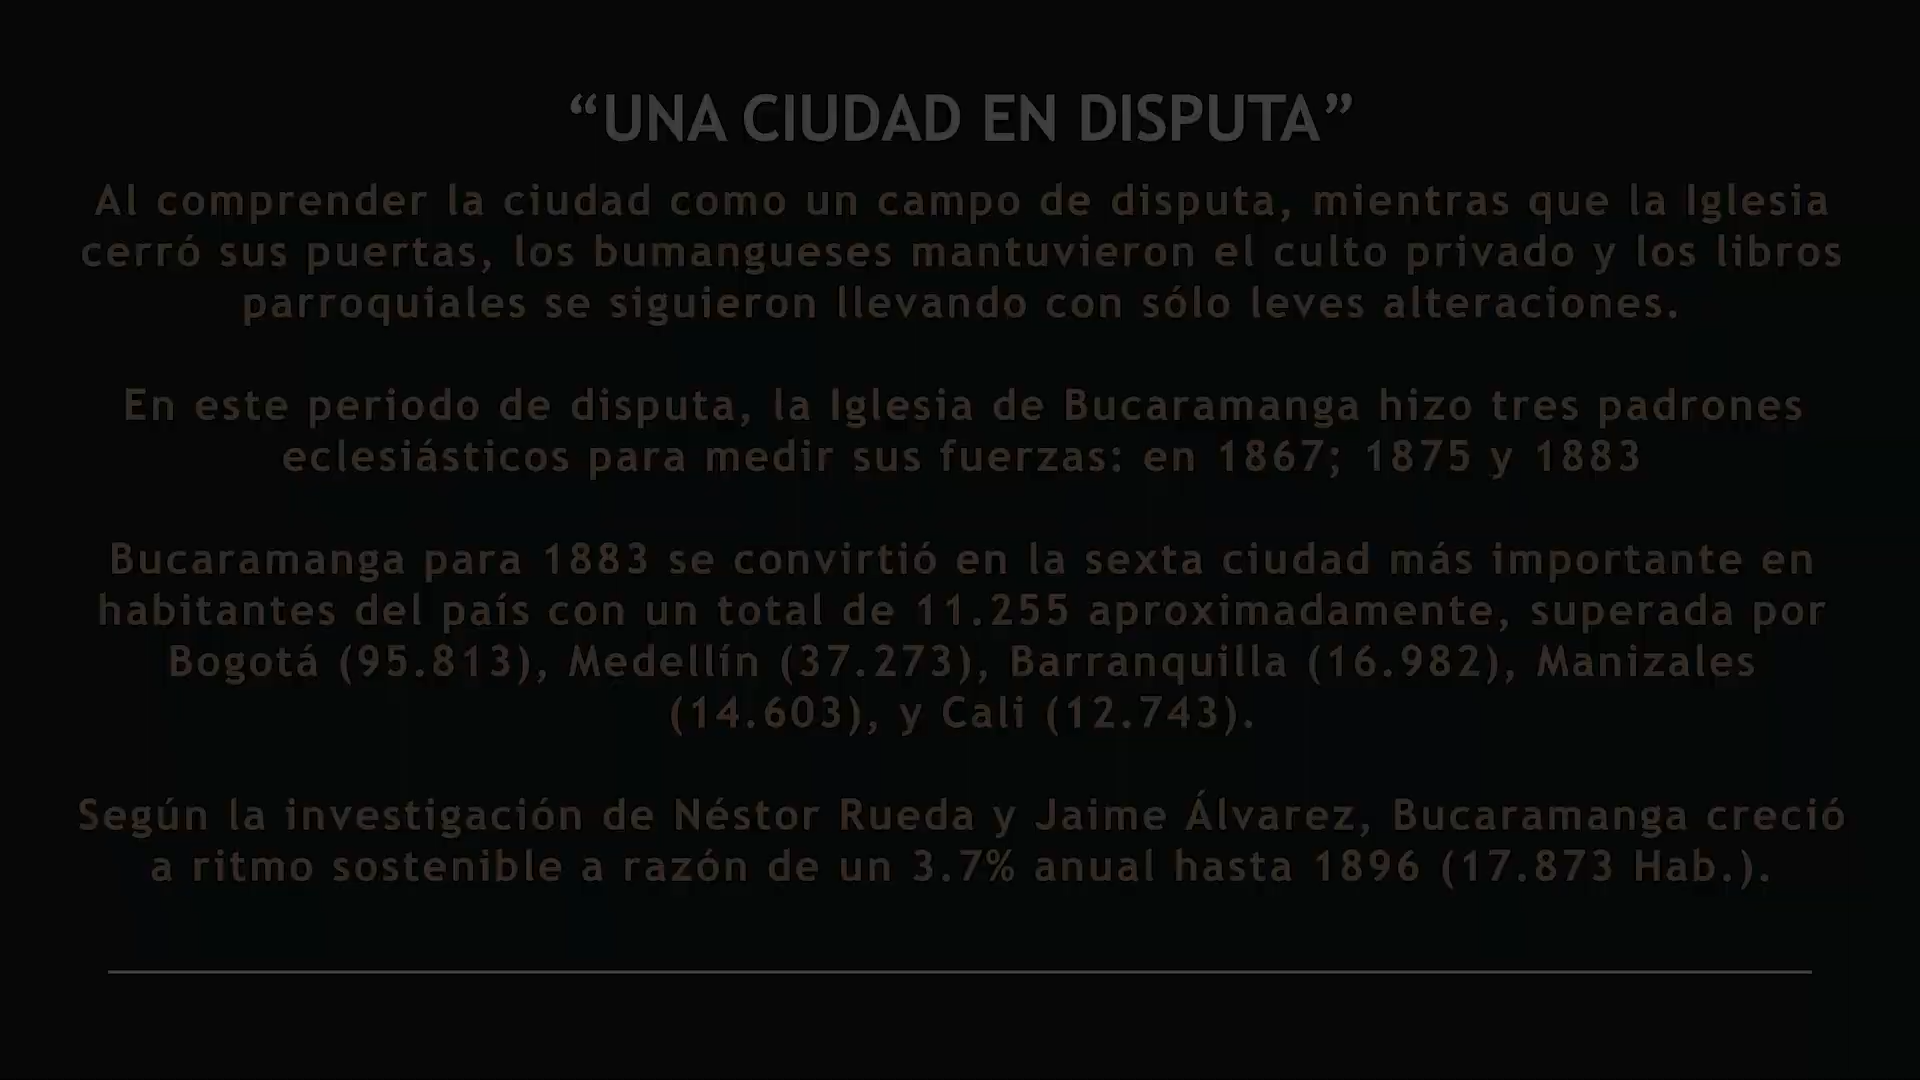 “UNA CIUDAD EN DISPUTA”
Al comprender la ciudad como un campo de disputa, mientras que la Iglesia
cerró sus puertas, los bumangueses mantuvieron el culto privado y los libros
parroquiales se siguieron llevando con sólo leves alteraciones.
En este periodo de disputa, la Iglesia de Bucaramanga hizo tres padrones
eclesiásticos para medir sus fuerzas: en 1867; 1875 y 1883
Bucaramanga para 1883 se convirtió en la sexta ciudad más importante en
habitantes del país con un total de 11.255 aproximadamente, superada por
Bogotá (95.813), Medellín (37.273), Barranquilla (16.982), Manizales
(14.603), y Cali (12.743).
Según la investigación de Néstor Rueda y Jaime Álvarez, Bucaramanga creció
a ritmo sostenible a razón de un 3.7% anual hasta 1896 (17.873 Hab.).